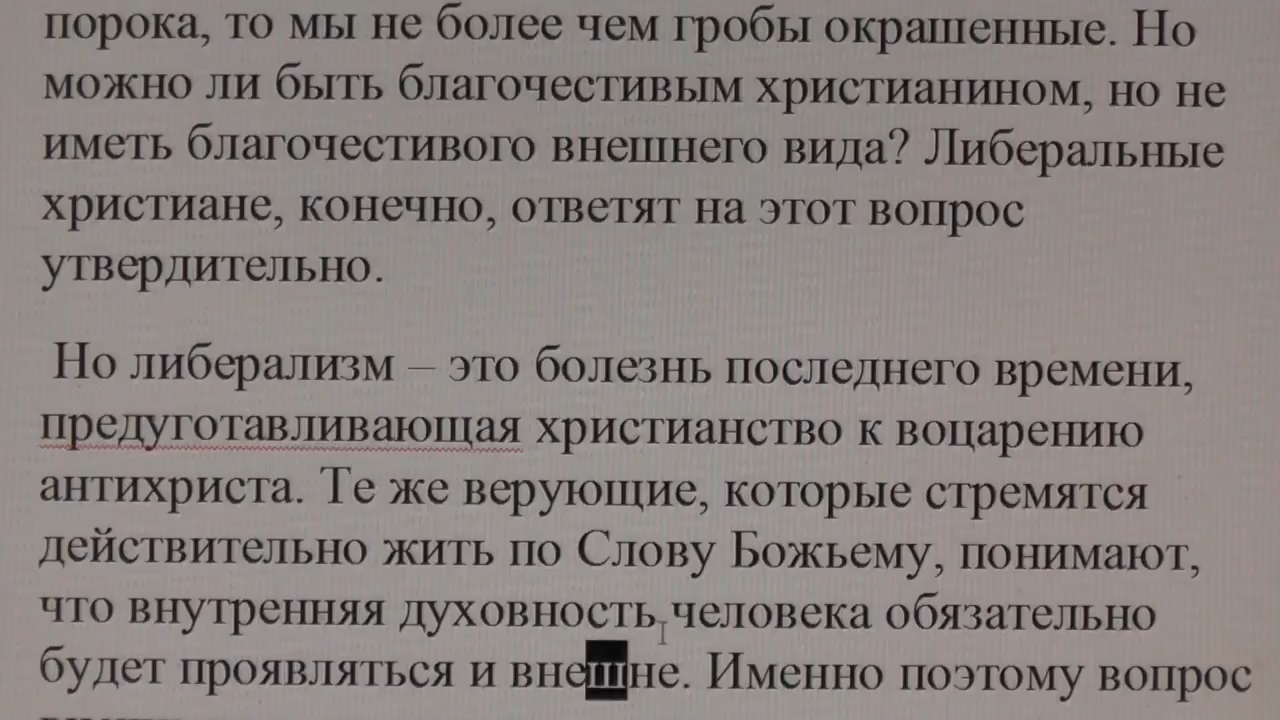 порока, то мы не более чем гробы окрашенные. Но
можно ли быть благочестивым христианином, но не
иметь благочестивого внешнего вида? Либеральные
христиане, конечно, ответят на этот вопрос
утвердительно.
Но либерализм – это болезнь последнего времени,
предуготавливающая христианство к воцарению
антихриста. Те же верующие, которые стремятся
действительно жить по Слову Божьему, понимают,
что внутренняя духовность человека обязательно
будет проявляться и внешне. Именно поэтому вопрос